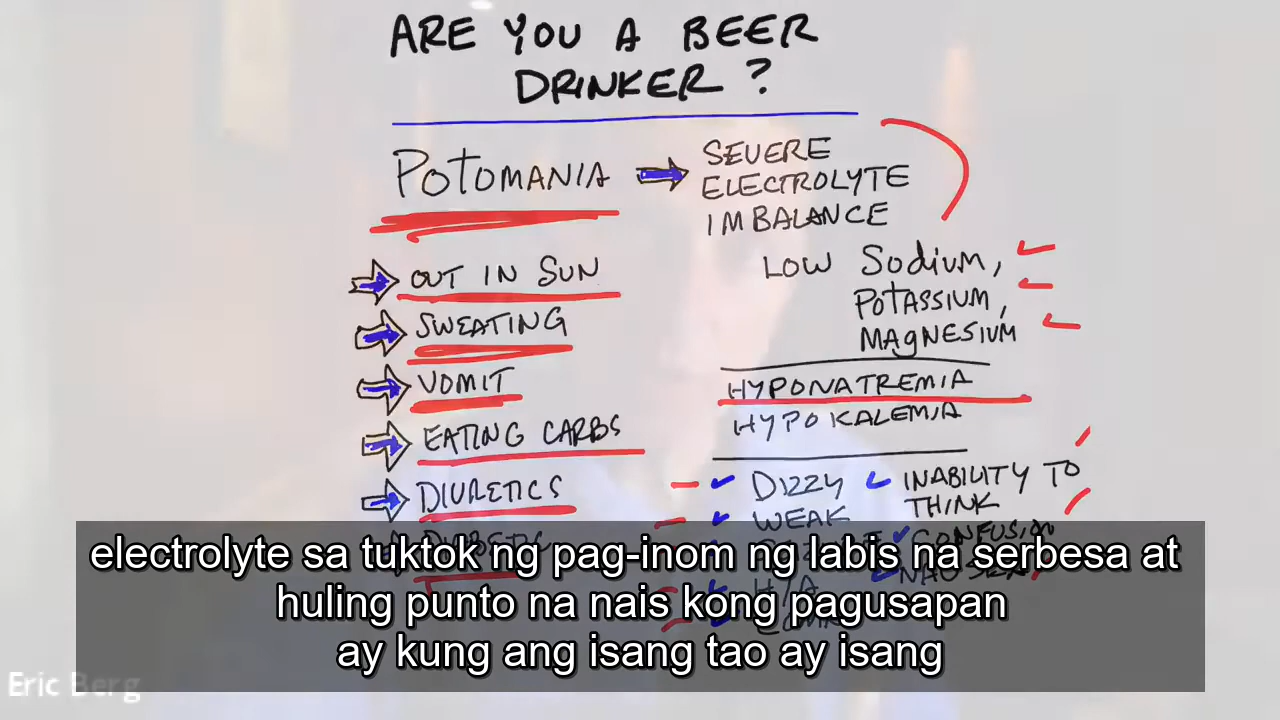 ARE YOU A BEER
DRINKER?
POTOMANIA
SEVERE
ELECTROLYTE
IMBALANCE
LOW SODIUM,
POTASSIUM,
MAGNESIUM
OUT IN SUN
SWEATING
VOMIT
EATING CARBS
DIURETICS
HYPONATREMIA
HYPOKALEMIA
DIZZY
WEAK
H/A
INABILITY TO
THINK
CONFUSION
electrolyte sa tuktok ng pag-inom ng labis na serbesa at
huling punto na nais kong pagusapan
ay kung ang isang tao ay isang
Eric Berg